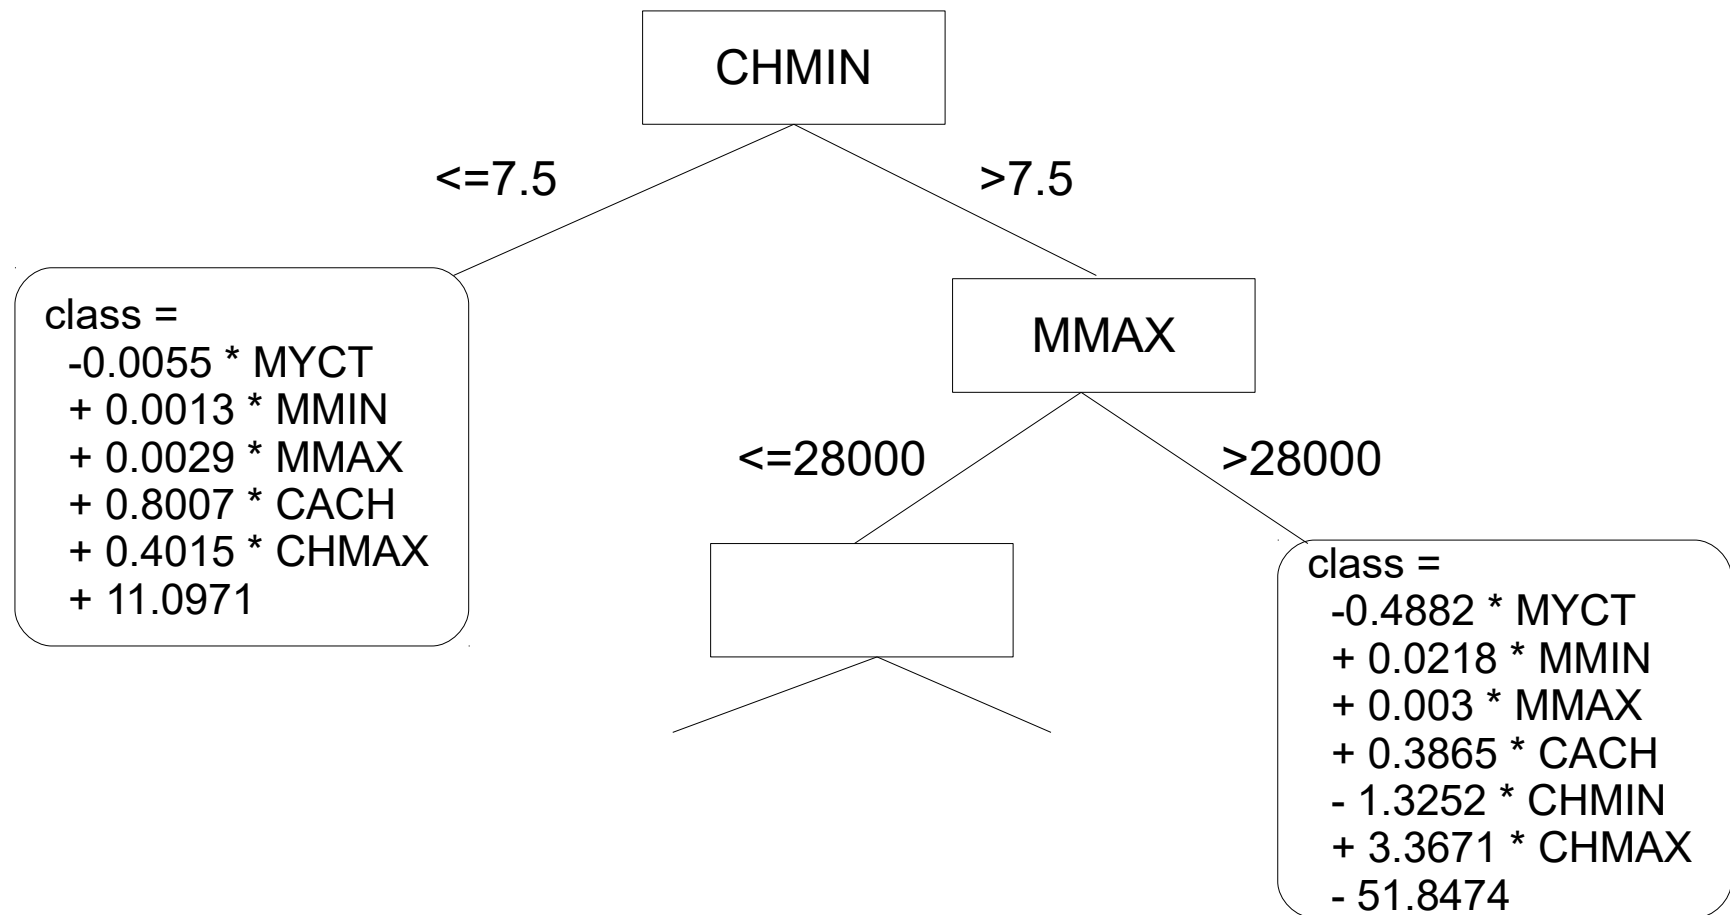 CHMIN
<=7.5
>7.5
class =
-0.0055 * MYCT
+ 0.0013 * MMIN
+ 0.0029 * MMAX
+ 0.8007 * CACH
+ 0.4015 * CHMAX
+ 11.0971
MMAX
<=28000
>28000
class =
-0.4882 * MYCT
+ 0.0218 * MMIN
+ 0.003 * MMAX
+ 0.3865 * CACH
- 1.3252 * CHMIN
+ 3.3671 * CHMAX
- 51.8474